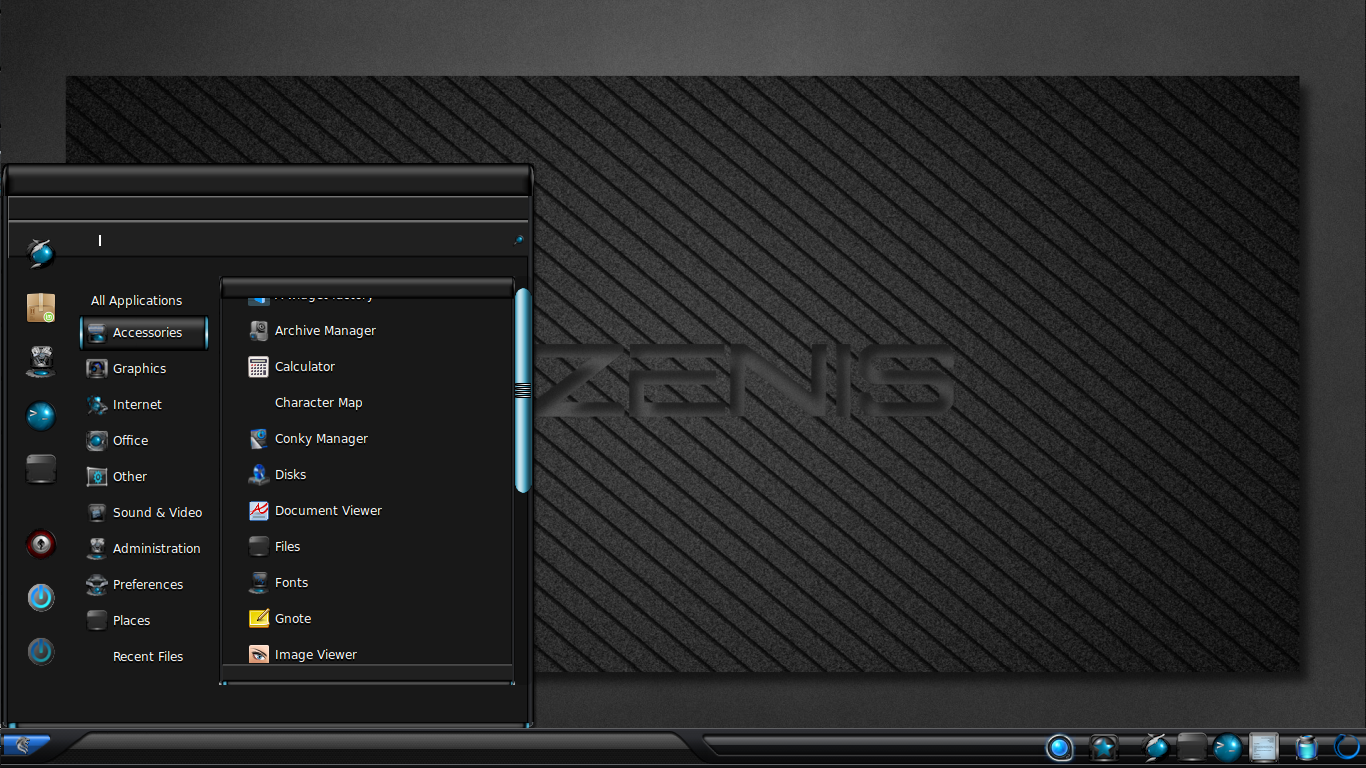 All Applications
Accessories
Graphics
Internet
Office
Other
Sound & Video
Administration
Preferences
Places
Recent Files
Archive Manager
Calculator
Character Map
Conky Manager
Disks
Document Viewer
Files
Fonts
Gnote
Image Viewer
ZENIS